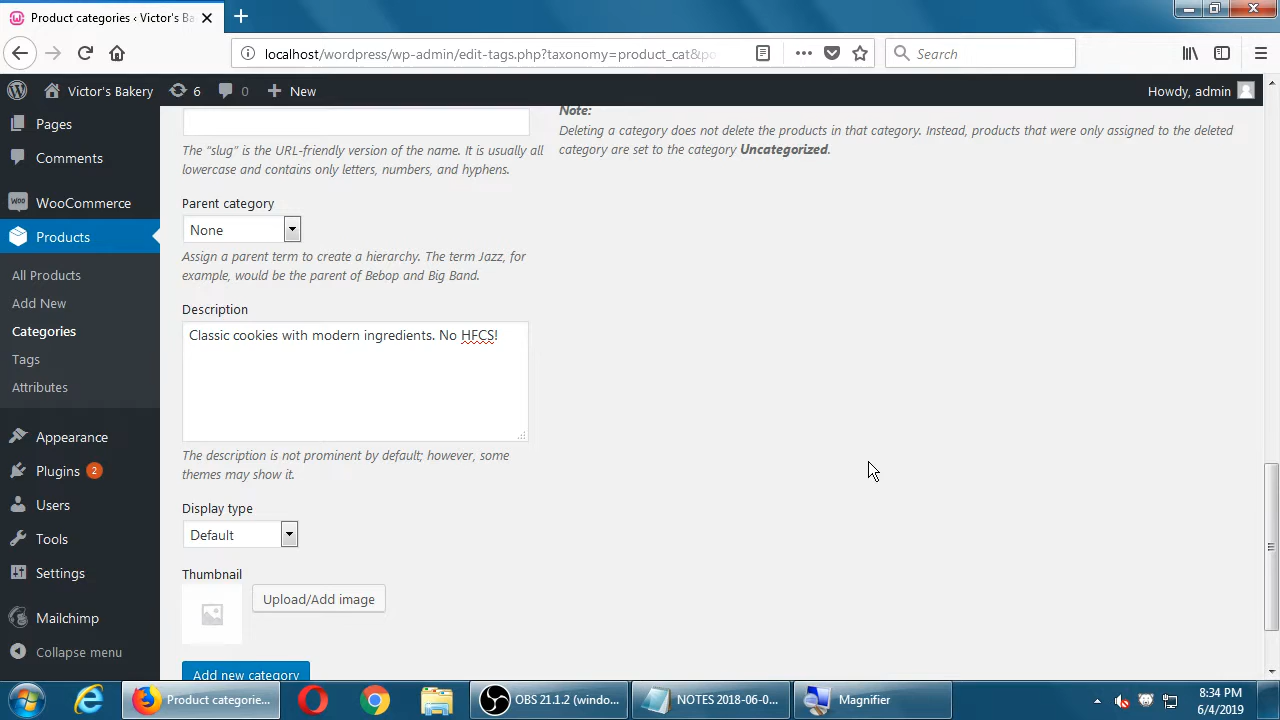 Product categories ‹ Victor's Ba
localhost/wordpress/wp-admin/edit-tags.php?taxonomy=product_cat&po
Search
Victor's Bakery
6
0
New
Howdy, admin
Pages
Comments
WooCommerce
Products
All Products
Add New
Categories
Tags
Attributes
Appearance
Plugins 2
Users
Tools
Settings
Mailchimp
Collapse menu
The "slug" is the URL-friendly version of the name. It is usually all
lowercase and contains only letters, numbers, and hyphens.
Parent category
None
Assign a parent term to create a hierarchy. The term Jazz, for
example, would be the parent of Bebop and Big Band.
Description
Classic cookies with modern ingredients. No HFCS!
The description is not prominent by default; however, some
themes may show it.
Display type
Default
Thumbnail
Upload/Add image
Add new category
Note:
Deleting a category does not delete the products in that category. Instead, products that were only assigned to the deleted
category are set to the category Uncategorized.
Product categorie...
OBS 21.1.2 (windo...
NOTES 2018-06-0...
Magnifier
8:34 PM
6/4/2019